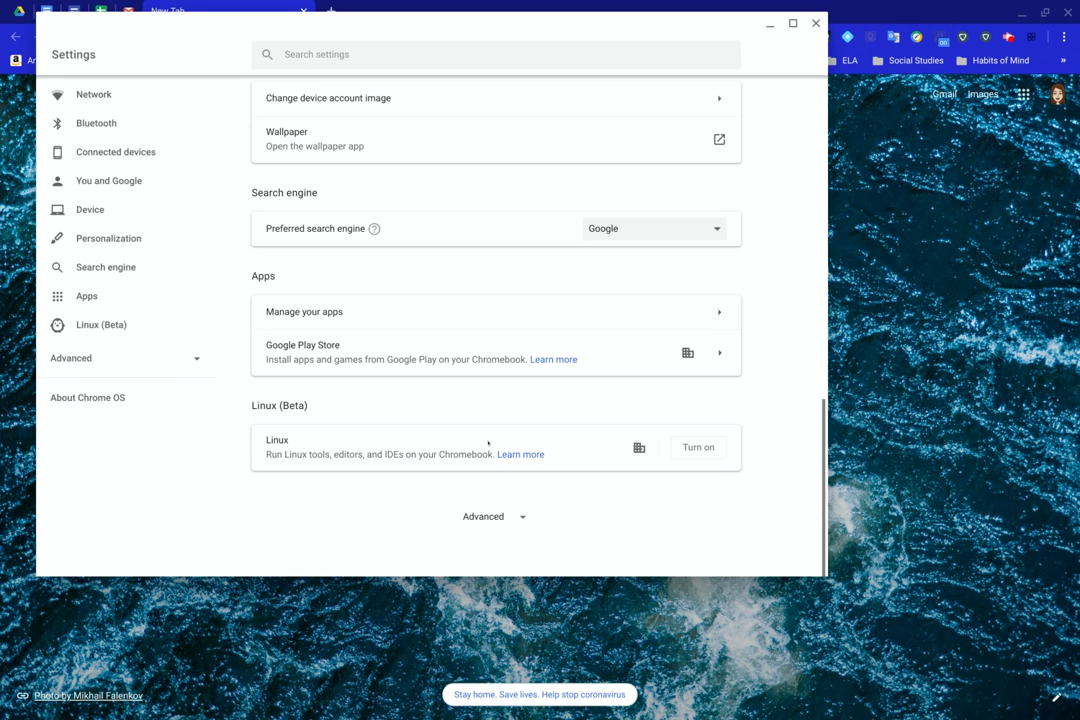 New Tab
Settings
Search settings
An
ELA
Social Studies
Habits of Mind
»
Gmail
Images
Network
Bluetooth
Connected devices
You and Google
Device
Personalization
Search engine
Apps
Linux (Beta)
Advanced
About Chrome OS
Change device account image
Wallpaper
Open the wallpaper app
Search engine
Preferred search engine
Google
Apps
Manage your apps
Google Play Store
Install apps and games from Google Play on your Chromebook. Learn more
Linux (Beta)
Linux
Run Linux tools, editors, and IDEs on your Chromebook. Learn more
Turn on
Advanced
Photo by Mikhail Falenkov
Stay home. Save lives. Help stop coronavirus